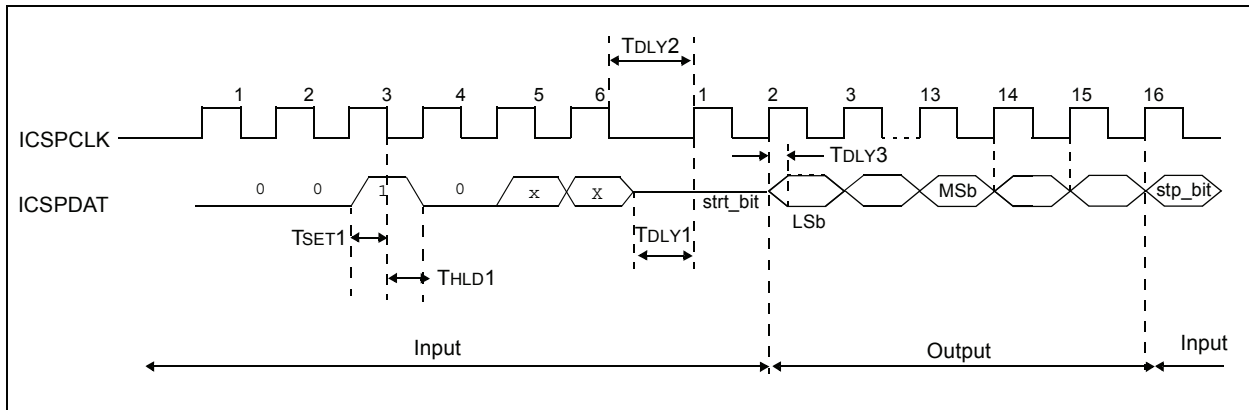 TDLY2
1 2 3 4 5 6 1 2 3 13 14 15 16
ICSPCLK
TDLY3
ICSPDAT
0 0 1 0 x X strt_bit LSb MSb stp_bit
TSET1
TDLY1
THLD1
Input Output Input